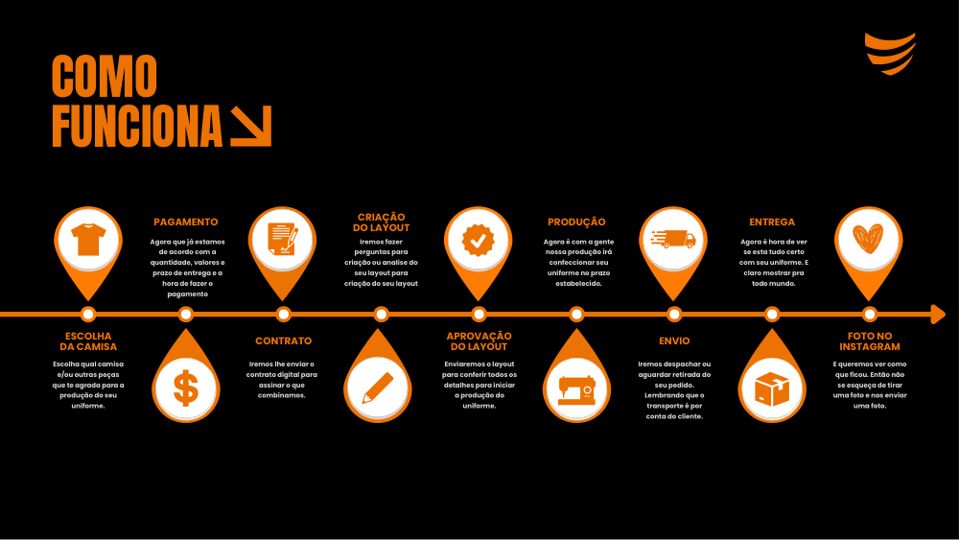 COMO
FUNCIONA
ESCOLHA
DA CAMISA
Escolha qual camisa
e/ou outras peças
que te agrada para a
produção do seu
uniforme.
PAGAMENTO
Agora que já estamos
de acordo com a
quantidade, valores e
prazo de entrega e a
hora de fazer o
pagamento
CONTRATO
Iremos lhe enviar o
contrato digital para
assinar o que
combinamos.
CRIAÇÃO
DO LAYOUT
Iremos fazer
perguntas para
criação ou analise do
seu layout para
criação do seu layout
APROVAÇÃO
DO LAYOUT
Enviaremos o layout
para conferir todos os
detalhes para iniciar
a produção do
uniforme.
PRODUÇÃO
Agora é com a gente
nossa produção irá
confeccionar seu
uniforme no prazo
estabelecido.
ENVIO
Iremos despachar ou
aguardar retirada do
seu pedido.
Lembrando que o
transporte é por
conta do cliente.
ENTREGA
Agora é hora de ver
se esta tudo certo
com seu uniforme. E
claro mostrar pra
todo mundo.
FOTO NO
INSTAGRAM
E queremos ver como
que ficou. Então não
se esqueça de tirar
uma foto e nos enviar
uma foto.